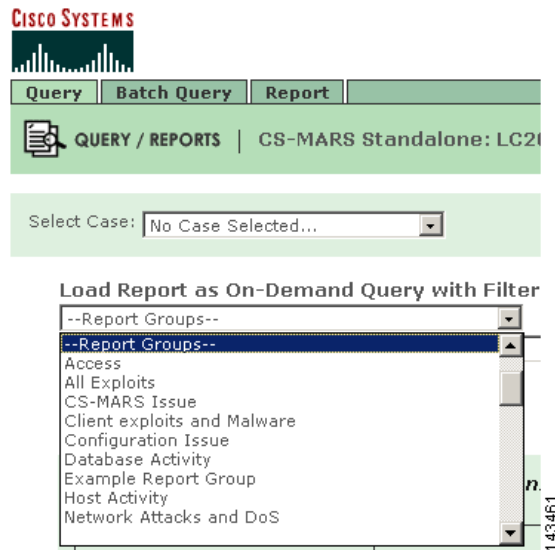 CISCO SYSTEMS
Query Batch Query Report
QUERY / REPORTS | CS-MARS Standalone:
Select Case: No Case Selected...
Load Report as On-Demand Query with Filter
--Report Groups--
--Report Groups--
Access
All Exploits
CS-MARS Issue
Client exploits and Malware
Configuration Issue
Database Activity
Example Report Group
Host Activity
Network Attacks and DoS
143461